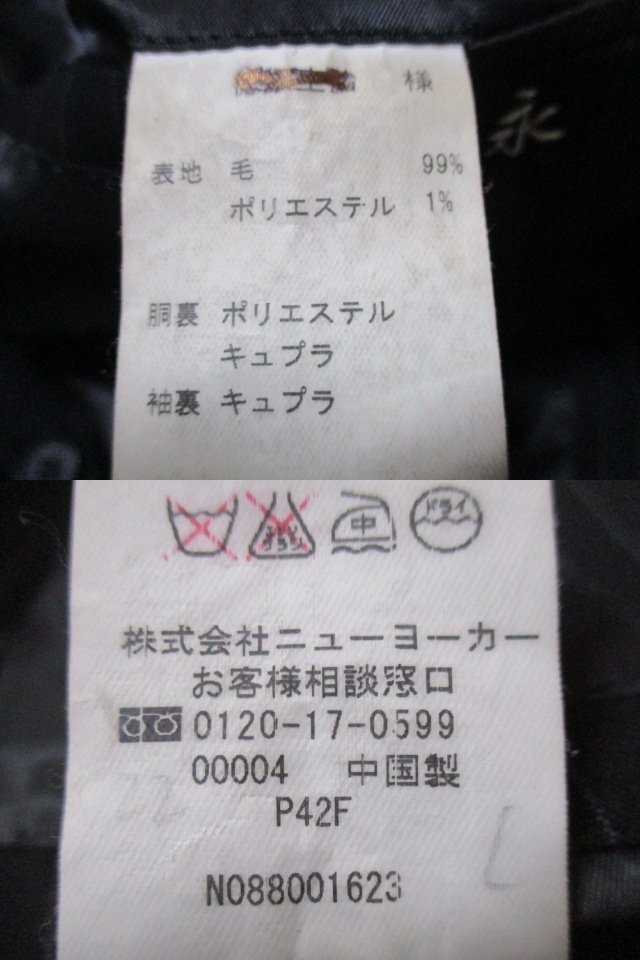 様
永
表地 毛 99%
ポリエステル 1%
胴裏 ポリエステル
キュプラ
袖裏 キュプラ
中 ドライ
株式会社ニューヨーカー
お客様相談窓口
0120-17-0599
00004 中国製
P42F
N088001623
L